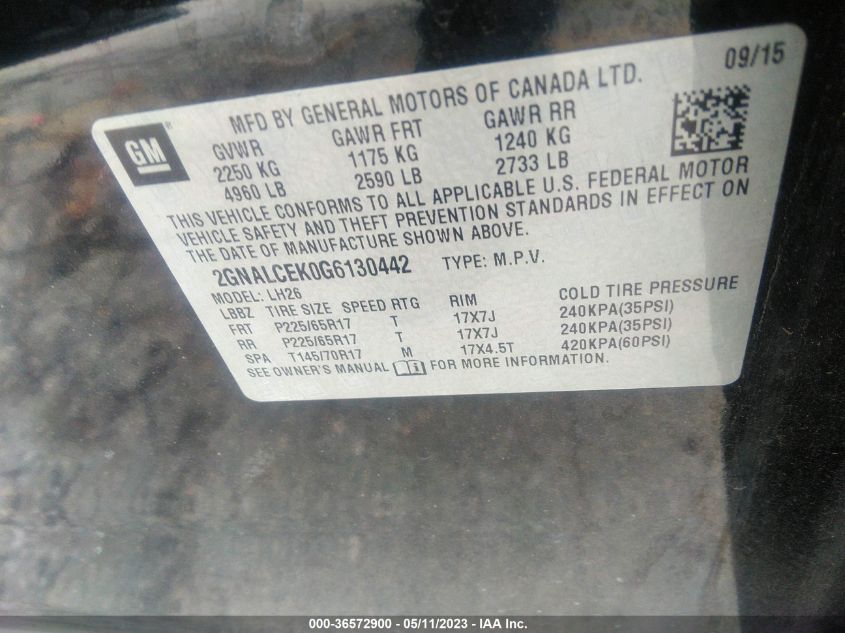 09/15
GM®
MFD BY GENERAL MOTORS OF CANADA LTD.
GVWR GAWR FRT GAWR RR
2250 KG 1175 KG 1240 KG
4960 LB 2590 LB 2733 LB
THIS VEHICLE CONFORMS TO ALL APPLICABLE U.S. FEDERAL MOTOR
VEHICLE SAFETY AND THEFT PREVENTION STANDARDS IN EFFECT ON
THE DATE OF MANUFACTURE SHOWN ABOVE.
2GNALCEK0G6130442 TYPE: M.P.V.
MODEL: LH26
LBBZ TIRE SIZE SPEED RTG RIM COLD TIRE PRESSURE
FRT P225/65R17 T 17X7J 240KPA(35PSI)
RR P225/65R17 T 17X7J 240KPA(35PSI)
SPA T145/70R17 M 17X4.5T 420KPA(60PSI)
SEE OWNER'S MANUAL FOR MORE INFORMATION.
000-36572900 - 05/11/2023 - IAA Inc.